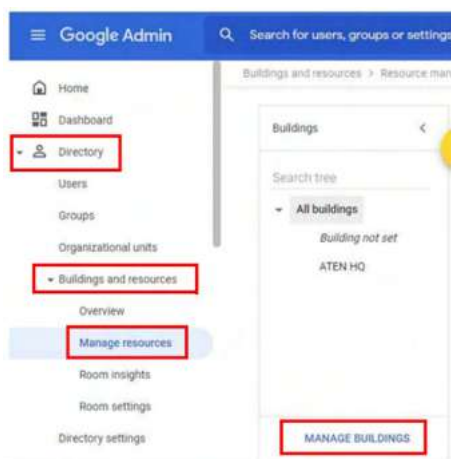 Google Admin
Search for users, groups or settings
Buildings and resources > Resource man
Home
Dashboard
Directory
Users
Groups
Organizational units
Buildings and resources
Overview
Manage resources
Room insights
Room settings
Directory settings
Buildings
Search tree
All buildings
Building not set
ATEN HQ
MANAGE BUILDINGS